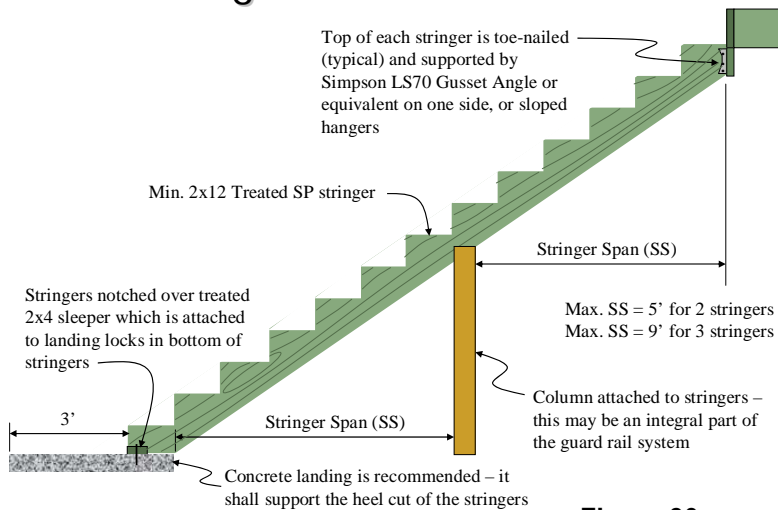 Top of each stringer is toe-nailed
(typical) and supported by
Simpson LS70 Gusset Angle or
equivalent on one side, or sloped
hangers
Min. 2x12 Treated SP stringer
Stringer Span (SS)
Stringers notched over treated
2x4 sleeper which is attached
to landing locks in bottom of
stringers
Max. SS = 5’ for 2 stringers
Max. SS = 9’ for 3 stringers
Column attached to stringers –
this may be an integral part of
the guard rail system
3’
Stringer Span (SS)
Concrete landing is recommended – it
shall support the heel cut of the stringers